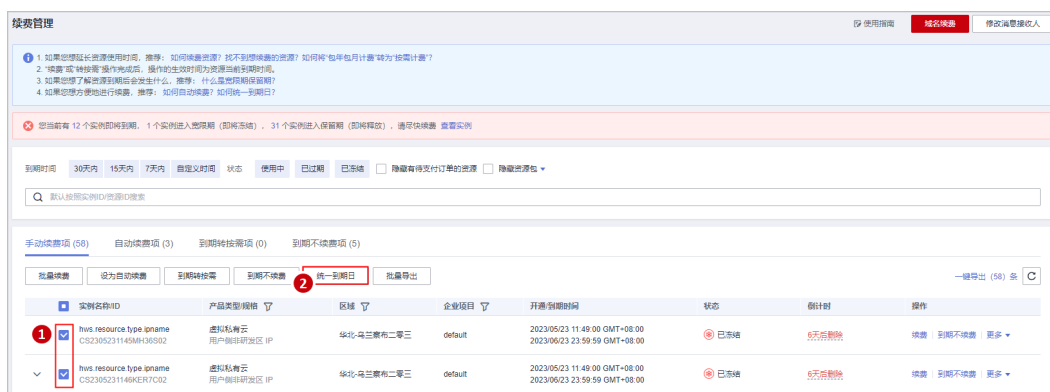 续费管理
使用指南
域名续费
修改消息接收人
1. 如果您想延长资源使用时间，推荐： 如何续费资源? 找不到想续费的资源? 如何将“包年包月计费”转为“按需计费”?
2. “续费”或“转按需”操作完成后，操作的生效时间为资源当前到期时间。
3. 如果您想了解资源到期后会发生什么，推荐： 什么是宽限期保留期?
4. 如果您想方便地进行续费，推荐： 如何自动续费? 如何统一到期日?
您当前有 12 个实例即将到期， 1 个实例进入宽限期（即将冻结）， 31 个实例进入保留期（即将释放），请尽快续费 查看实例
到期时间 30天内 15天内 7天内 自定义时间 状态 使用中 已过期 已冻结 隐藏有待支付订单的资源 隐藏资源包
默认按照实例ID/资源ID搜索
手动续费项 (58) 自动续费项 (3) 到期转按需项 (0) 到期不续费项 (5)
批量续费 设为自动续费 到期转按需 到期不续费 2 统一到期日 批量导出 一键导出 (58) 条
实例名称/ID 产品类型/规格 区域 企业项目 开通/到期时间 状态 倒计时 操作
1
hws.resource.type.ipname 虚拟私有云 华北-乌兰察布二零三 default 2023/05/23 11:49:00 GMT+08:00 已冻结 6天后删除 续费 到期不续费 更多
CS2305231145MH36S02 用户侧非研发区 IP 2023/06/23 23:59:59 GMT+08:00
hws.resource.type.ipname 虚拟私有云 华北-乌兰察布二零三 default 2023/05/23 11:49:00 GMT+08:00 已冻结 6天后删除 续费 到期不续费 更多
CS2305231146KER7C02 用户侧非研发区 IP 2023/06/23 23:59:59 GMT+08:00